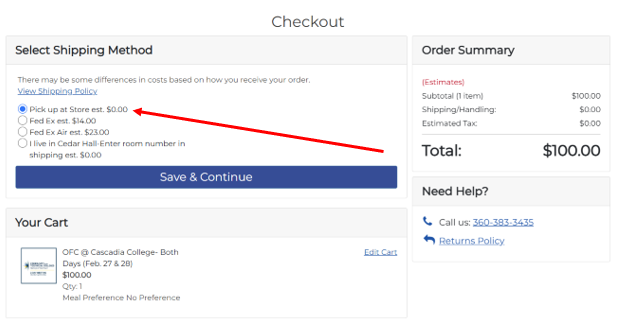 Checkout
Select Shipping Method
There may be some differences in costs based on how you receive your order.
View Shipping Policy
Pick up at Store est. $0.00
Fed Ex est. $14.00
Fed Ex Air est. $23.00
I live in Cedar Hall-Enter room number in
shipping est. $0.00
Save & Continue
Your Cart
OFC @ Cascadia College- Both
Days (Feb. 27 & 28)
$100.00
Qty: 1
Meal Preference No Preference
Edit Cart
Order Summary
(Estimates)
Subtotal (1 item) $100.00
Shipping/Handling: $0.00
Estimated Tax: $0.00
Total: $100.00
Need Help?
Call us: 360-383-3435
Returns Policy